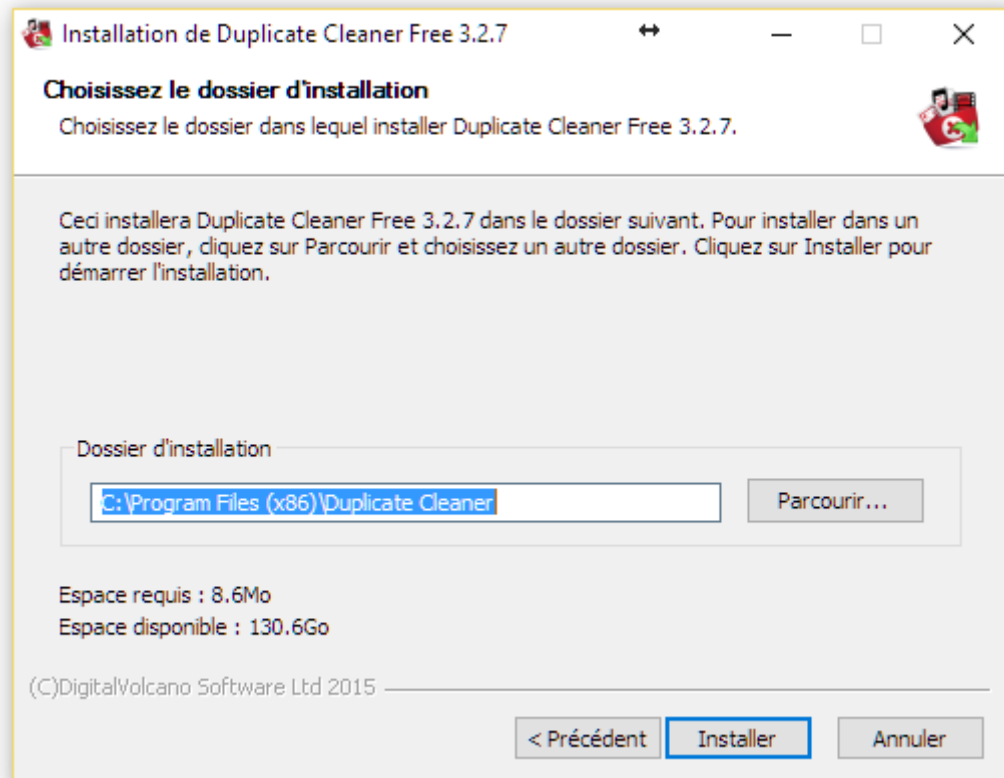 Installation de Duplicate Cleaner Free 3.2.7
Choisissez le dossier d'installation
Choisissez le dossier dans lequel installer Duplicate Cleaner Free 3.2.7.
Ceci installera Duplicate Cleaner Free 3.2.7 dans le dossier suivant. Pour installer dans un
autre dossier, cliquez sur Parcourir et choisissez un autre dossier. Cliquez sur Installer pour
démarrer l'installation.
Dossier d'installation
C:\Program Files (x86)\Duplicate Cleaner
Parcourir...
Espace requis : 8.6Mo
Espace disponible : 130.6Go
(C)DigitalVolcano Software Ltd 2015
< Précédent
Installer
Annuler